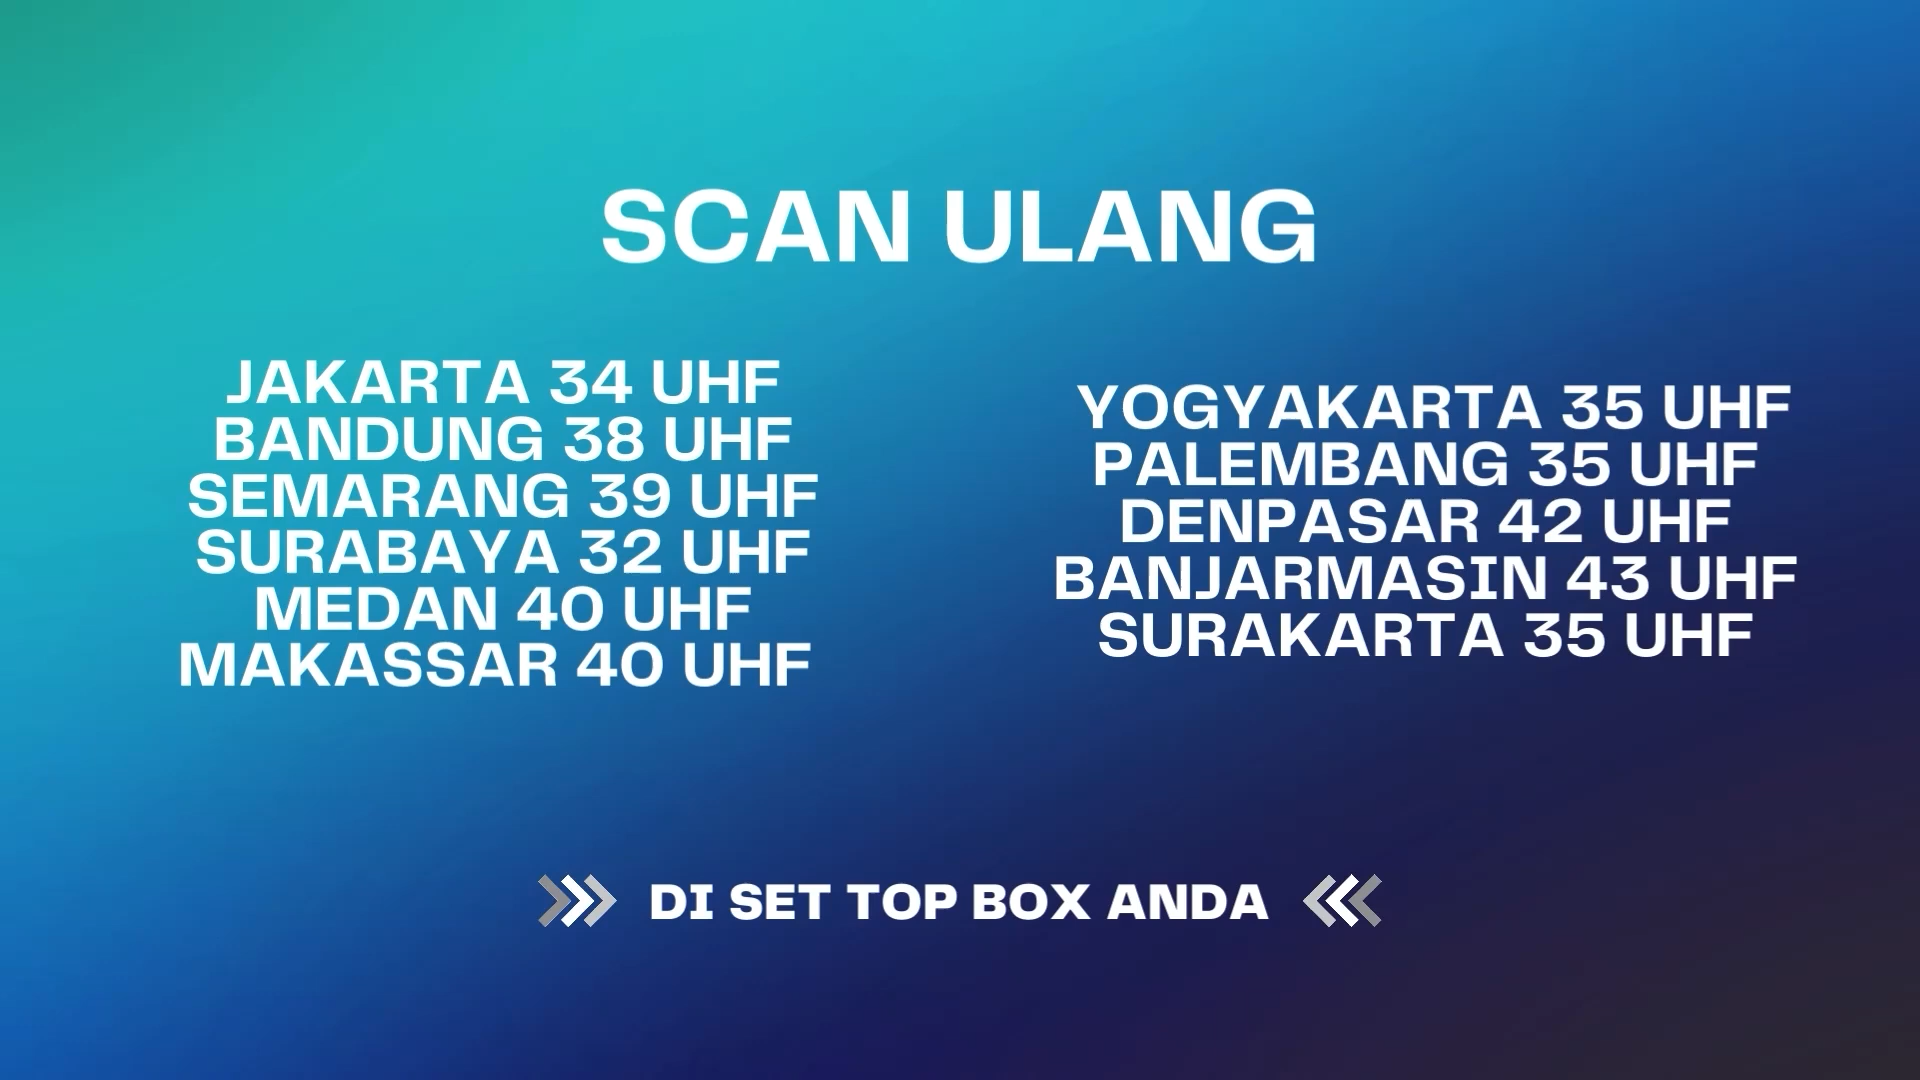 SCAN ULANG
JAKARTA 34 UHF
BANDUNG 38 UHF
SEMARANG 39 UHF
SURABAYA 32 UHF
MEDAN 40 UHF
MAKASSAR 40 UHF
YOGYAKARTA 35 UHF
PALEMBANG 35 UHF
DENPASAR 42 UHF
BANJARMASIN 43 UHF
SURAKARTA 35 UHF
DI SET TOP BOX ANDA